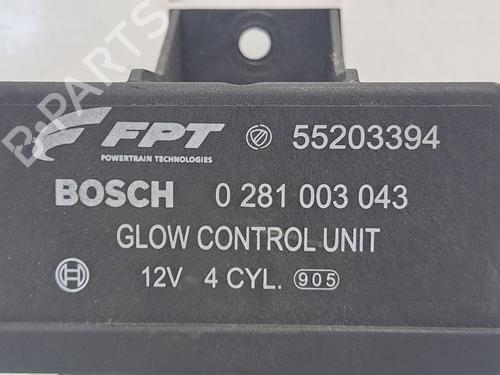 B-PARTS
FPT 55203394
POWERTRAIN TECHNOLOGIES
BOSCH 0 281 003 043
GLOW CONTROL UNIT
12V 4 CYL. 905